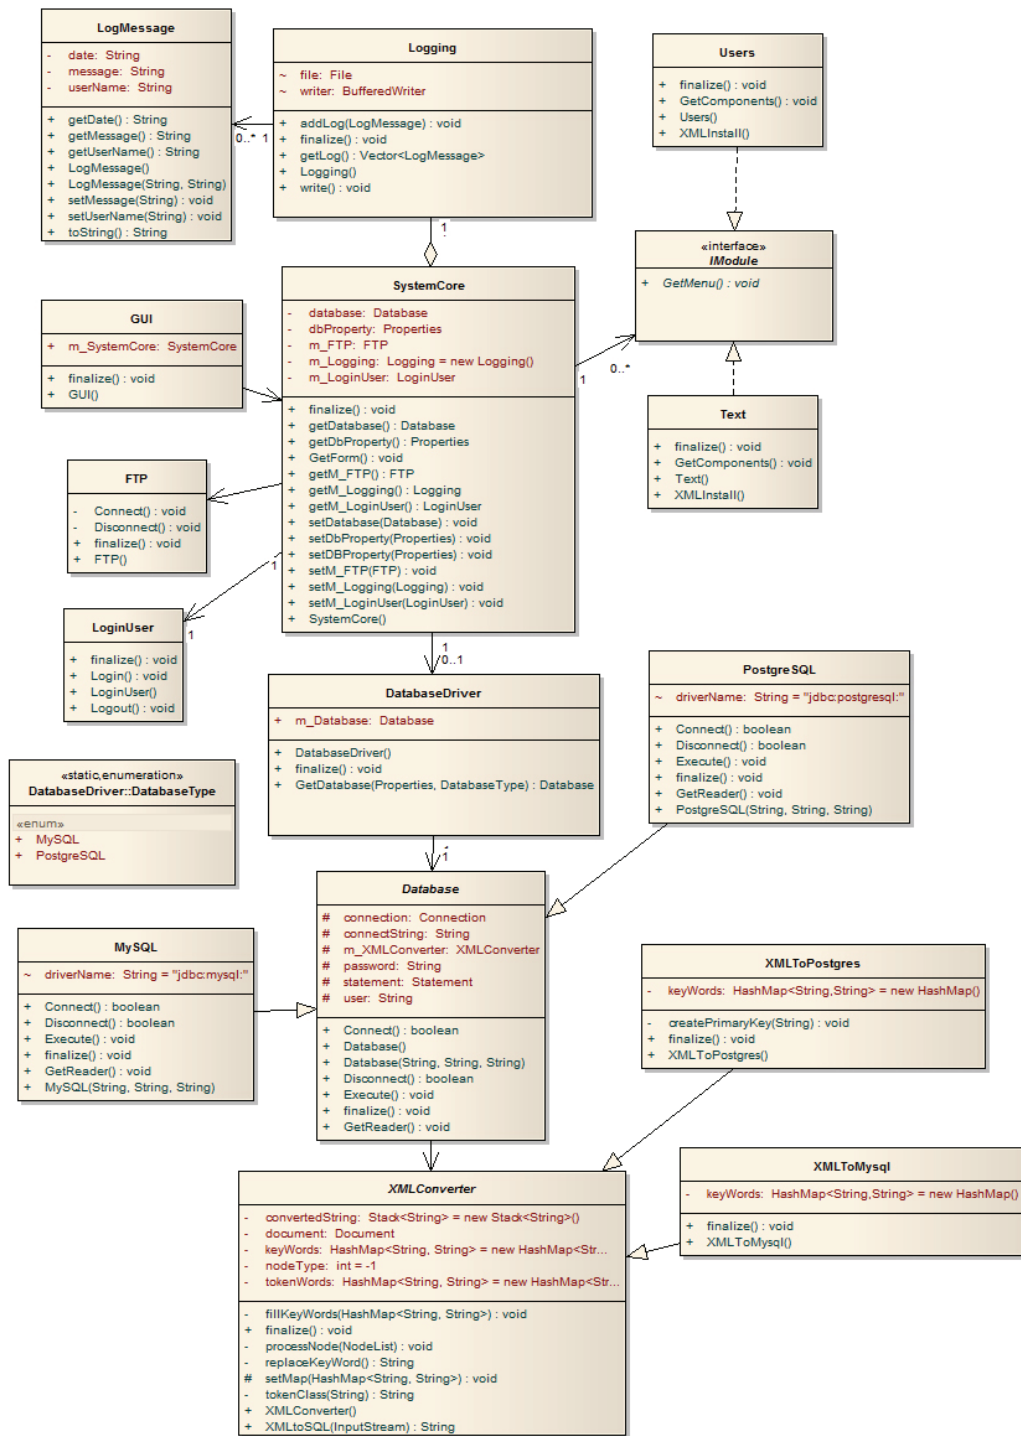 LogMessage
- date: String
- message: String
- userName: String
+ getDate() : String
+ getMessage() : String
+ getUserName() : String
+ LogMessage()
+ LogMessage(String, String)
+ setMessage(String) : void
+ setUserName(String) : void
+ toString() : String
0..* 1
Logging
~ file: File
~ writer: BufferedWriter
+ addLog(LogMessage) : void
+ finalize() : void
+ getLog() : Vector<LogMessage>
+ Logging()
+ write() : void
1
Users
+ finalize() : void
+ GetComponents() : void
+ Users()
+ XMLInstall()
«interface»
IModule
+ GetMenu() : void
GUI
+ m_SystemCore: SystemCore
+ finalize() : void
+ GUI()
SystemCore
- database: Database
- dbProperty: Properties
- m_FTP: FTP
- m_Logging: Logging = new Logging()
- m_LoginUser: LoginUser
+ finalize() : void
+ getDatabase() : Database
+ getDbProperty() : Properties
+ GetForm() : void
+ getM_FTP() : FTP
+ getM_Logging() : Logging
+ getM_LoginUser() : LoginUser
+ setDatabase(Database) : void
+ setDbProperty(Properties) : void
+ setDBProperty(Properties) : void
+ setM_FTP(FTP) : void
+ setM_Logging(Logging) : void
+ setM_LoginUser(LoginUser) : void
+ SystemCore()
1
0..*
Text
+ finalize() : void
+ GetComponents() : void
+ Text()
+ XMLInstall()
FTP
- Connect() : void
- Disconnect() : void
+ finalize() : void
+ FTP()
1
1
LoginUser
+ finalize() : void
+ Login() : void
+ LoginUser()
+ Logout() : void
1
0..1
DatabaseDriver
+ m_Database: Database
+ DatabaseDriver()
+ finalize() : void
+ GetDatabase(Properties, DatabaseType) : Database
1
PostgreSQL
~ driverName: String = "jdbc:postgresql:"
+ Connect() : boolean
+ Disconnect() : boolean
+ Execute() : void
+ finalize() : void
+ GetReader() : void
+ PostgreSQL(String, String, String)
«static,enumeration»
DatabaseDriver::DatabaseType
«enum»
+ MySQL
+ PostgreSQL
Database
# connection: Connection
# connectString: String
# m_XMLConverter: XMLConverter
# password: String
# statement: Statement
# user: String
+ Connect() : boolean
+ Database()
+ Database(String, String, String)
+ Disconnect() : boolean
+ Execute() : void
+ finalize() : void
+ GetReader() : void
MySQL
~ driverName: String = "jdbc:mysql:"
+ Connect() : boolean
+ Disconnect() : boolean
+ Execute() : void
+ finalize() : void
+ GetReader() : void
+ MySQL(String, String, String)
XMLToPostgres
- keyWords: HashMap<String,String> = new HashMap()
- createPrimaryKey(String) : void
+ finalize() : void
+ XMLToPostgres()
XMLToMysql
- keyWords: HashMap<String,String> = new HashMap()
+ finalize() : void
+ XMLToMysql()
XMLConverter
- convertedString: Stack<String> = new Stack<String>()
- document: Document
- keyWords: HashMap<String, String> = new HashMap<Str...
- nodeType: int = -1
- tokenWords: HashMap<String, String> = new HashMap<Str...
- fillKeyWords(HashMap<String, String>) : void
+ finalize() : void
- processNode(NodeList) : void
- replaceKeyWord() : String
# setMap(HashMap<String, String>) : void
- tokenClass(String) : String
+ XMLConverter()
+ XMLtoSQL(InputStream) : String